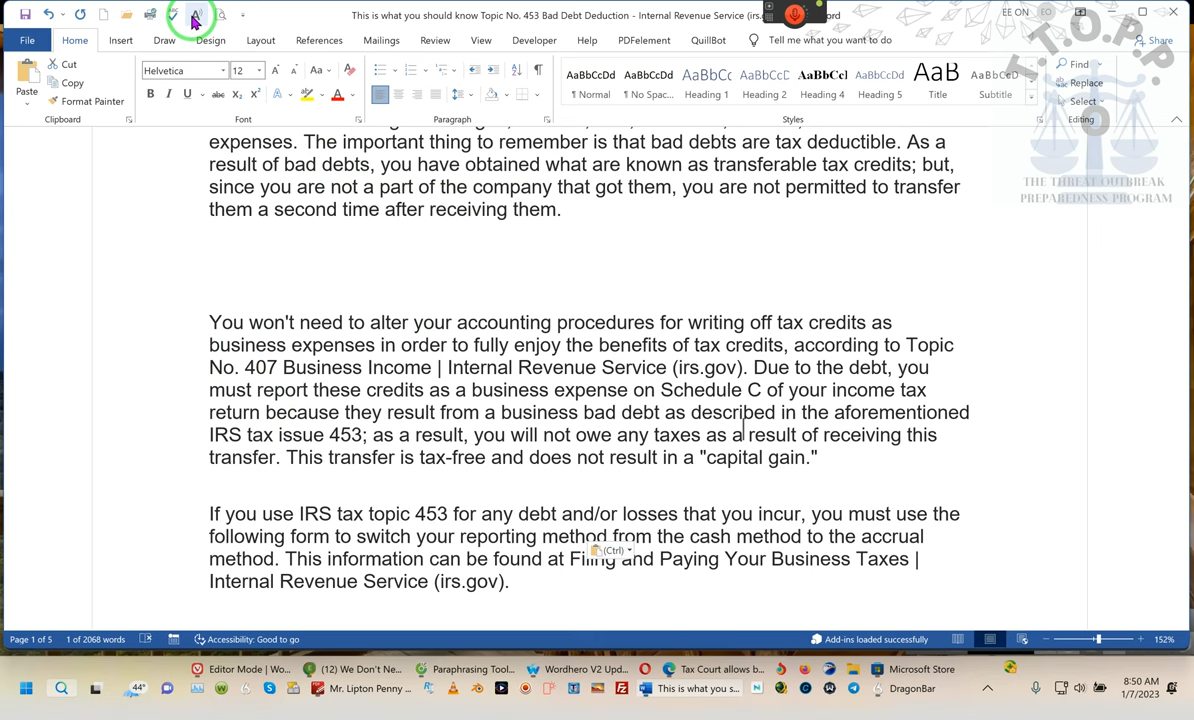 This is what you should know Topic No. 453 Bad Debt Deduction - Internal Revenue Service (irs.
ord
EE ON
EO
T.T.O.P.P.
File Home Insert Draw Design Layout References Mailings Review View Developer Help PDFelement QuillBot Tell me what you want to do Share
Paste
Cut
Copy
Format Painter
Clipboard
Helvetica 12
Font
Paragraph
AaBbCcDd AaBbCcDd AaBbCc AaBbCcD AaBbCcI AaBbCcDd AaB AaBbCcD
¶ Normal ¶ No Spac... Heading 1 Heading 2 Heading 4 Heading 5 Title Subtitle
Styles
Find
Replace
Select
Editing
THE THREAT OUTBREAK
PREPAREDNESS PROGRAM
expenses. The important thing to remember is that bad debts are tax deductible. As a
result of bad debts, you have obtained what are known as transferable tax credits; but,
since you are not a part of the company that got them, you are not permitted to transfer
them a second time after receiving them.
You won't need to alter your accounting procedures for writing off tax credits as
business expenses in order to fully enjoy the benefits of tax credits, according to Topic
No. 407 Business Income | Internal Revenue Service (irs.gov). Due to the debt, you
must report these credits as a business expense on Schedule C of your income tax
return because they result from a business bad debt as described in the aforementioned
IRS tax issue 453; as a result, you will not owe any taxes as a result of receiving this
transfer. This transfer is tax-free and does not result in a "capital gain."
If you use IRS tax topic 453 for any debt and/or losses that you incur, you must use the
following form to switch your reporting method from the cash method to the accrual
(Ctrl)
method. This information can be found at Filing and Paying Your Business Taxes |
Internal Revenue Service (irs.gov).
Page 1 of 5 1 of 2068 words Accessibility: Good to go Add-ins loaded successfully 152%
Editor Mode | Wo... (12) We Don't Ne... Paraphrasing Tool... Wordhero V2 Upd... Tax Court allows b... Microsoft Store
44° Mr. Lipton Penny ... This is what you s... DragonBar
8:50 AM
1/7/2023